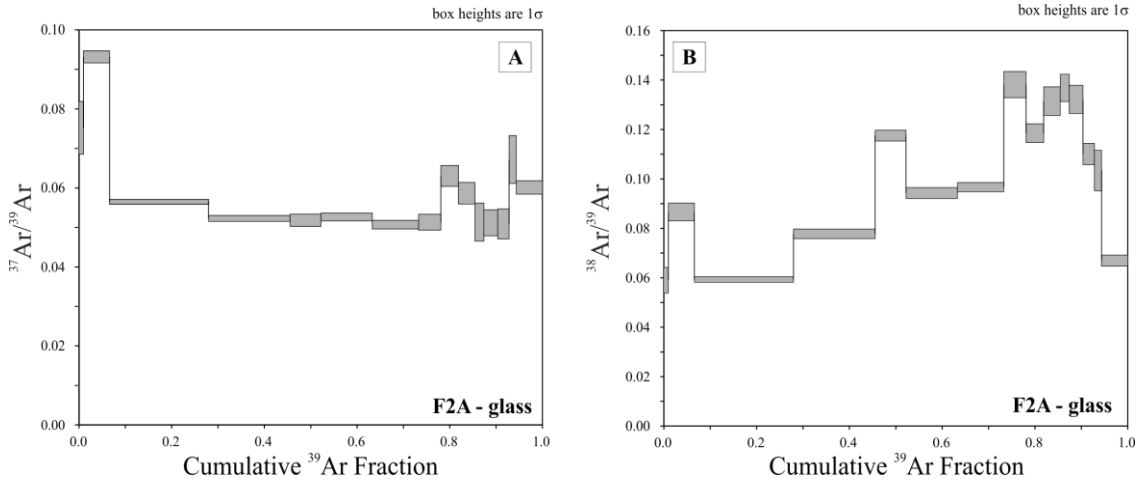 box heights are 1σ
A
0.10
0.08
0.06
0.04
0.02
0.00
³⁷Ar/³⁹Ar
F2A - glass
0.0 0.2 0.4 0.6 0.8 1.0
Cumulative ³⁹Ar Fraction
box heights are 1σ
B
0.16
0.14
0.12
0.10
0.08
0.06
0.04
0.02
0.00
³⁸Ar/³⁹Ar
F2A - glass
0.0 0.2 0.4 0.6 0.8 1.0
Cumulative ³⁹Ar Fraction